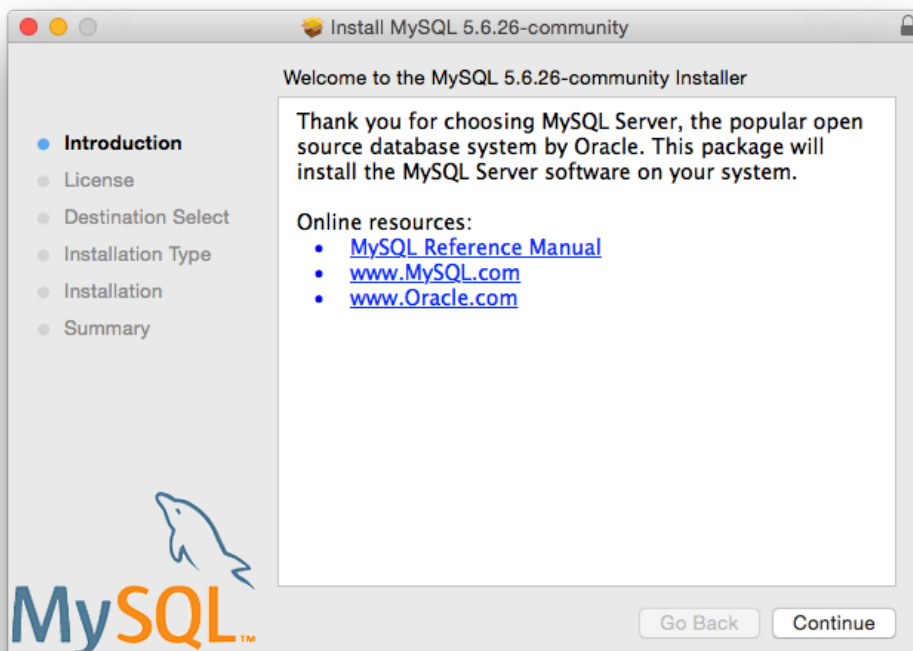 Install MySQL 5.6.26-community
Welcome to the MySQL 5.6.26-community Installer
Introduction
License
Destination Select
Installation Type
Installation
Summary
Thank you for choosing MySQL Server, the popular open
source database system by Oracle. This package will
install the MySQL Server software on your system.
Online resources:
• MySQL Reference Manual
• www.MySQL.com
• www.Oracle.com
MySQL™
Go Back
Continue